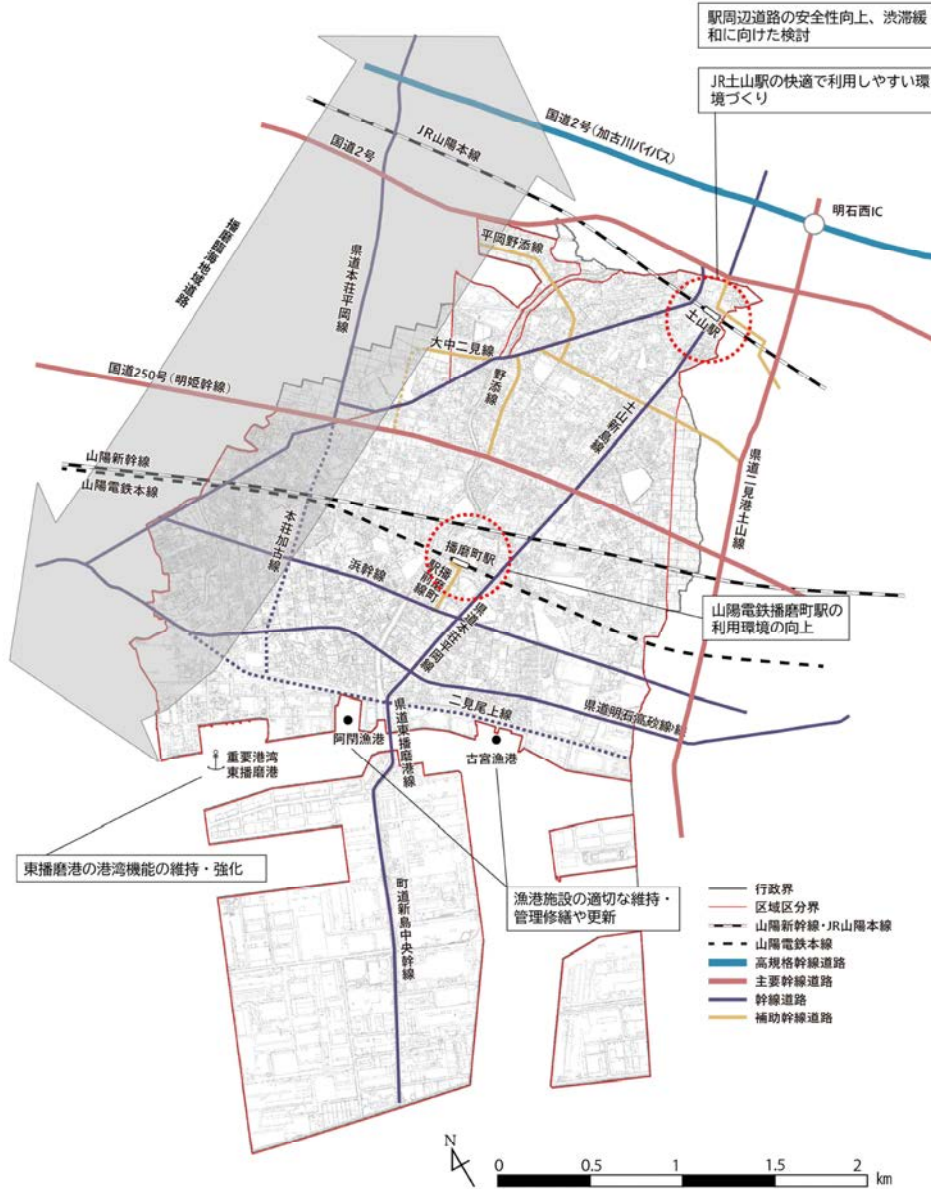 駅周辺道路の安全性向上、渋滞緩
和に向けた検討
JR土山駅の快適で利用しやすい環
境づくり
国道2号(加古川バイパス)
JR山陽本線
国道2号
明石西IC
播磨臨海地域道路
県道本荘平岡線
平岡野添線
土山駅
大中二見線
野添線
国道250号(明姫幹線)
土山新島線
県道二見港土山線
山陽新幹線
山陽電鉄本線
本荘加古線
浜幹線
播磨町駅
播磨町
駅前線
県道本荘平岡線
山陽電鉄播磨町駅の
利用環境の向上
二見尾上線
県道明石高砂線
県道東播磨港線
阿閇漁港
古宮漁港
重要港湾
東播磨港
東播磨港の港湾機能の維持・強化
漁港施設の適切な維持・
管理修繕や更新
町道新島中央幹線
行政界
区域区分界
山陽新幹線・JR山陽本線
山陽電鉄本線
高規格幹線道路
主要幹線道路
幹線道路
補助幹線道路
N
0 0.5 1 1.5 2
km